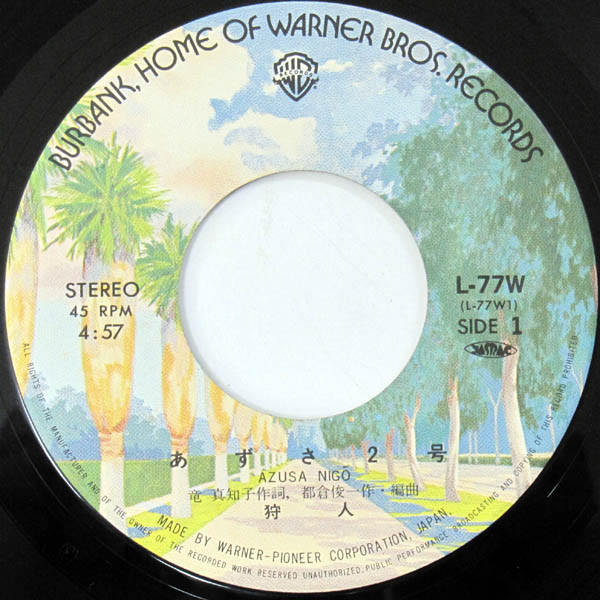 BURBANK, HOME OF WARNER BROS. RECORDS
RECORDS
STEREO
45 RPM
4:57
L-77W
(L-77W1)
SIDE 1
JASRAC
あずさ2号
AZUSA NIGO
竜 真知子作詞, 都倉俊一作・編曲
狩人
MADE BY WARNER-PIONEER CORPORATION, JAPAN.
ALL RIGHTS OF THE MANUFACTURER AND OF THE OWNER OF THE RECORDED WORK RESERVED UNAUTHORIZED. PUBLIC PERFORMANCE BROADCASTING AND COPYING OF THIS RECORD PROHIBITED